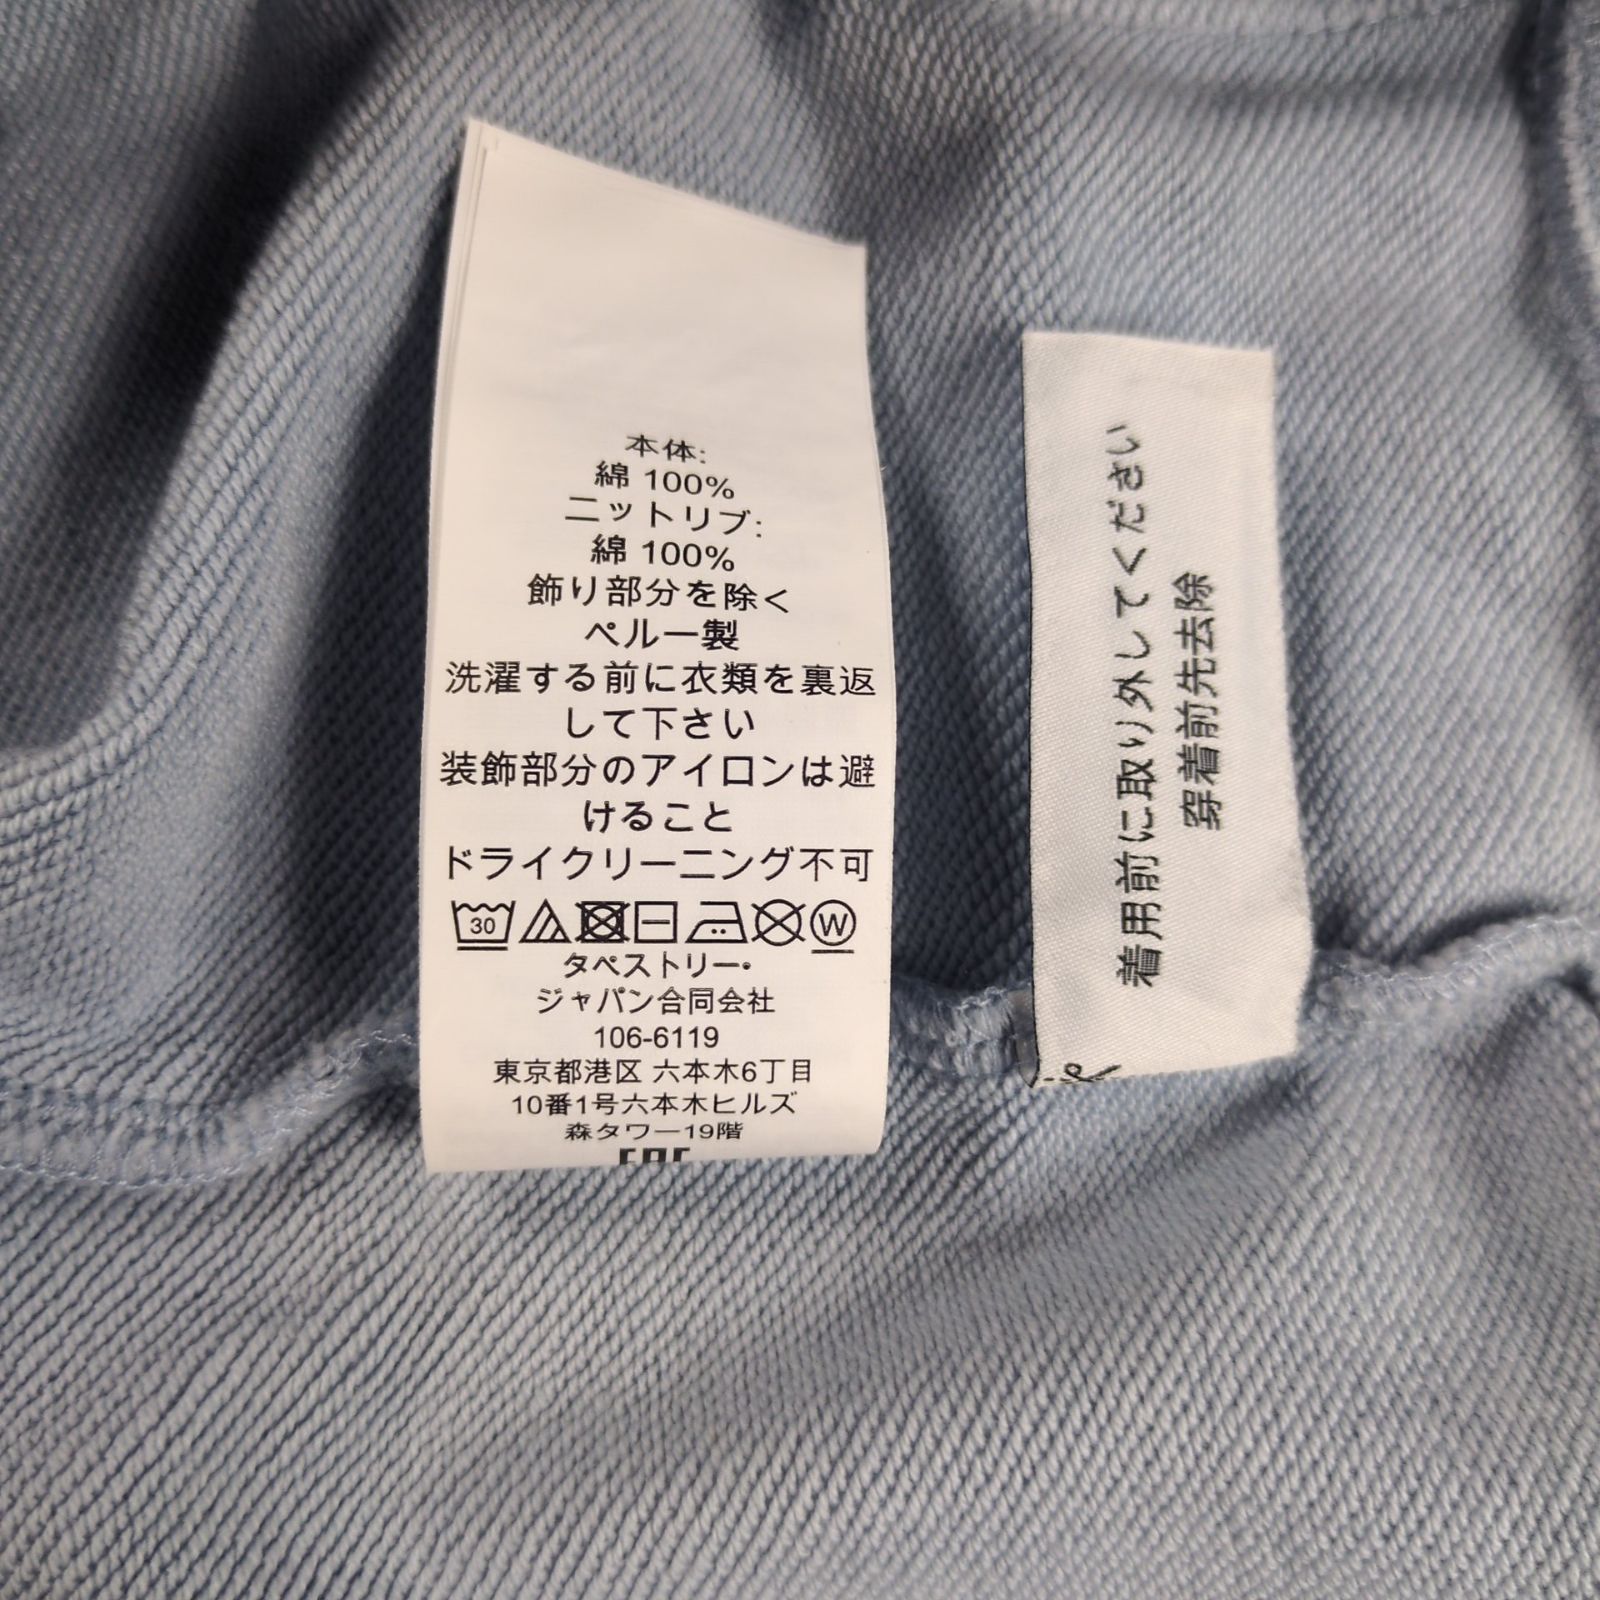 本体:
綿 100%
ニットリブ:
綿 100%
飾り部分を除く
ペルー製
洗濯する前に衣類を裏返
して下さい
装飾部分のアイロンは避
けること
ドライクリーニング不可
30
W
タペストリー・
ジャパン合同会社
106-6119
東京都港区 六本木6丁目
10番1号六本木ヒルズ
森タワー19階
着用前に取り外してください
穿着前先去除